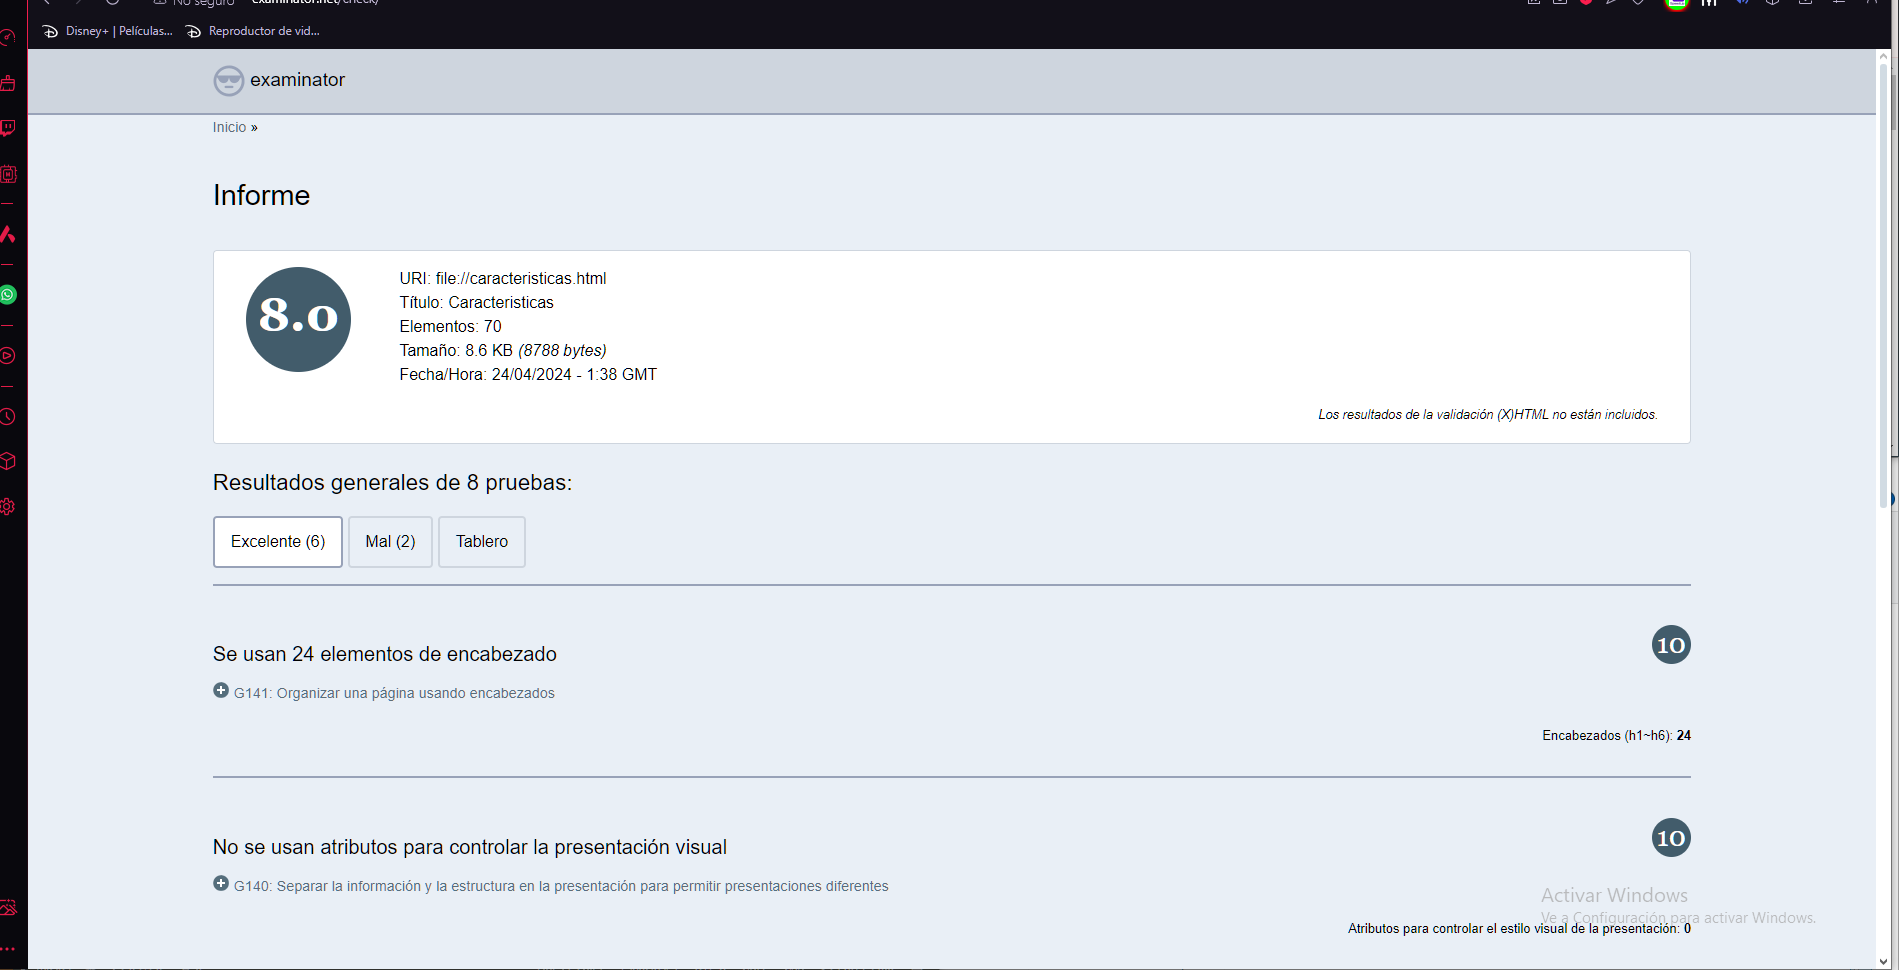 No seguro examinator.net/check/
Disney+ | Películas... Reproductor de vid...
examinator
Inicio »
Informe
8.0
URI: file://caracteristicas.html
Título: Caracteristicas
Elementos: 70
Tamaño: 8.6 KB (8788 bytes)
Fecha/Hora: 24/04/2024 - 1:38 GMT
Los resultados de la validación (X)HTML no están incluidos.
Resultados generales de 8 pruebas:
Excelente (6) Mal (2) Tablero
Se usan 24 elementos de encabezado
10
G141: Organizar una página usando encabezados
Encabezados (h1~h6): 24
No se usan atributos para controlar la presentación visual
10
G140: Separar la información y la estructura en la presentación para permitir presentaciones diferentes
Activar Windows
Ve a Configuración para activar Windows.
Atributos para controlar el estilo visual de la presentación: 0